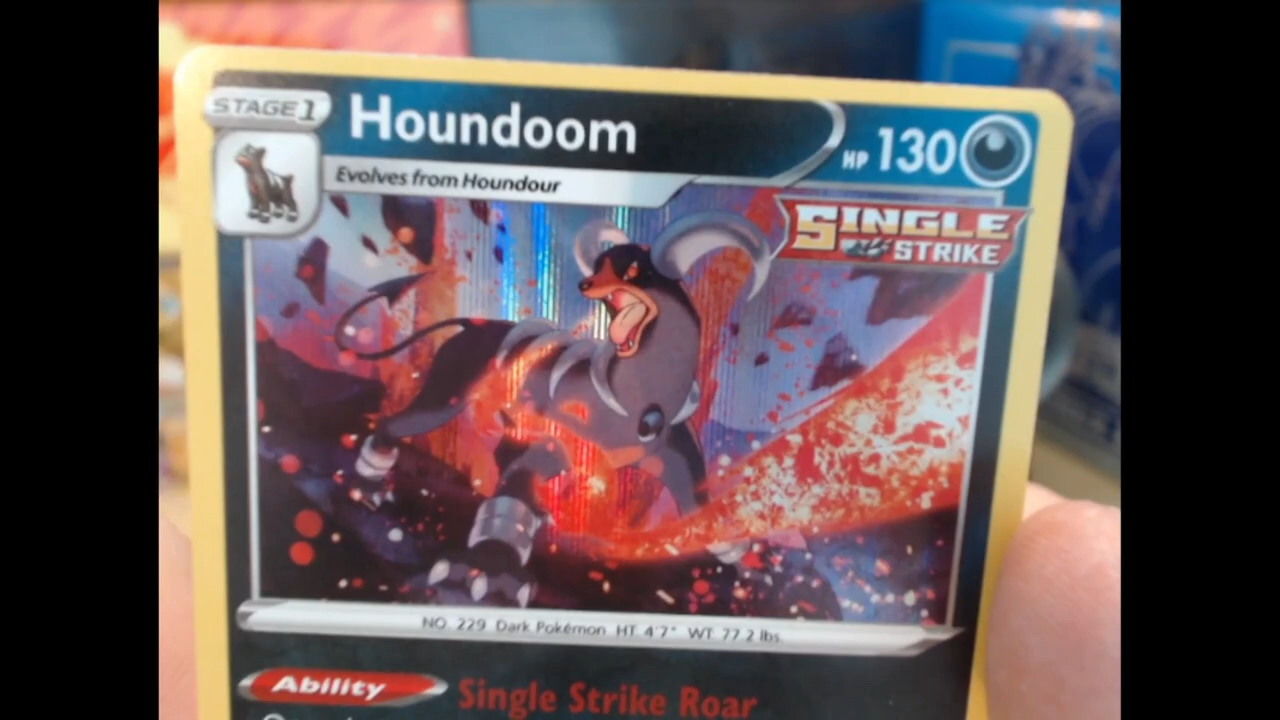 STAGE 1
Houndoom
HP 130
Evolves from Houndour
SINGLE
STRIKE
NO. 229 Dark Pokémon HT 4'7" WT 77.2 lbs.
Ability Single Strike Roar